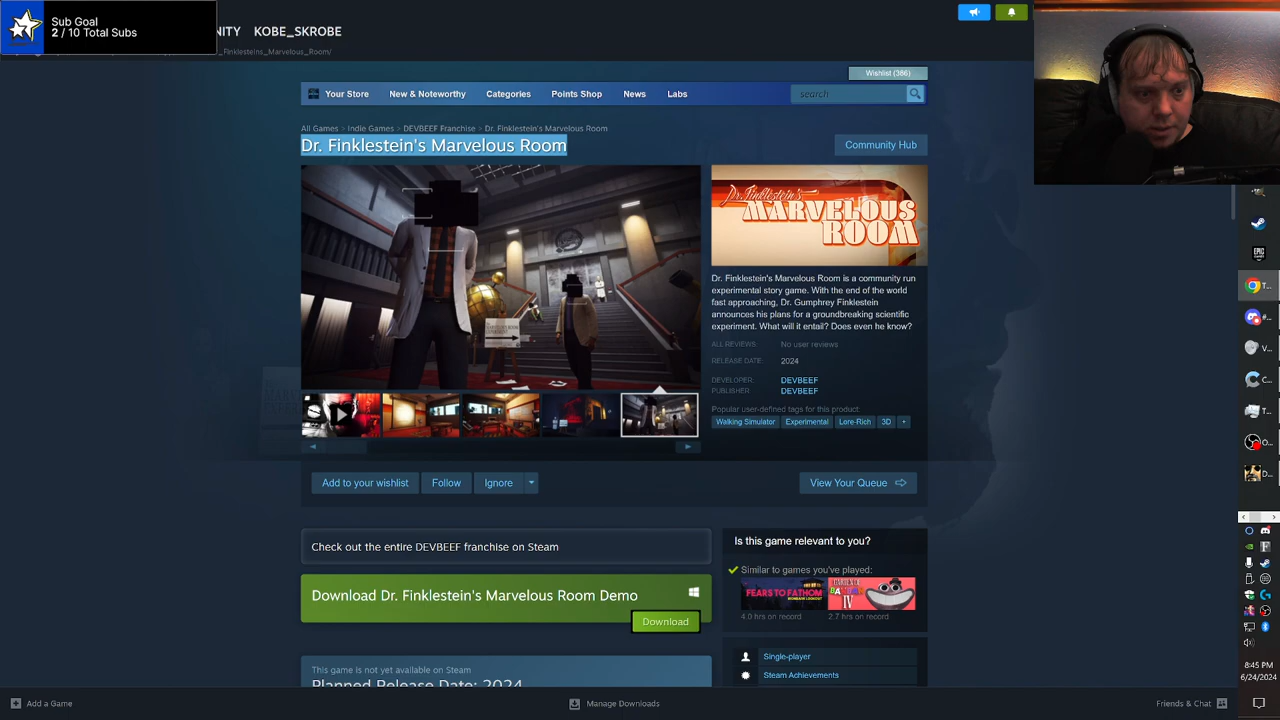 Sub Goal
2 / 10 Total Subs
NITY KOBE_SKROBE
_Finklesteins_Marvelous_Room/
Wishlist (386)
Your Store New & Noteworthy Categories Points Shop News Labs search
All Games > Indie Games > DEVBEEF Franchise > Dr. Finklestein's Marvelous Room
Dr. Finklestein's Marvelous Room
Community Hub
Dr. Finklestein's
MARVELOUS
ROOM
Dr. Finklestein's Marvelous Room is a community run
experimental story game. With the end of the world
fast approaching, Dr. Gumphrey Finklestein
announces his plans for a groundbreaking scientific
experiment. What will it entail? Does even he know?
ALL REVIEWS: No user reviews
RELEASE DATE: 2024
DEVELOPER: DEVBEEF
PUBLISHER: DEVBEEF
Popular user-defined tags for this product:
Walking Simulator Experimental Lore-Rich 3D +
Add to your wishlist Follow Ignore
View Your Queue
Check out the entire DEVBEEF franchise on Steam
Is this game relevant to you?
Similar to games you've played:
FEARS TO FATHOM
GARTEN OF
BANBAN
IV
4.0 hrs on record 2.7 hrs on record
Download Dr. Finklestein's Marvelous Room Demo
Download
Single-player
Steam Achievements
This game is not yet available on Steam
Planned Release Date: 2024
Add a Game
Manage Downloads
Friends & Chat
EPIC
T...
#...
V...
C...
O...
D...
8:45 PM
6/24/2024